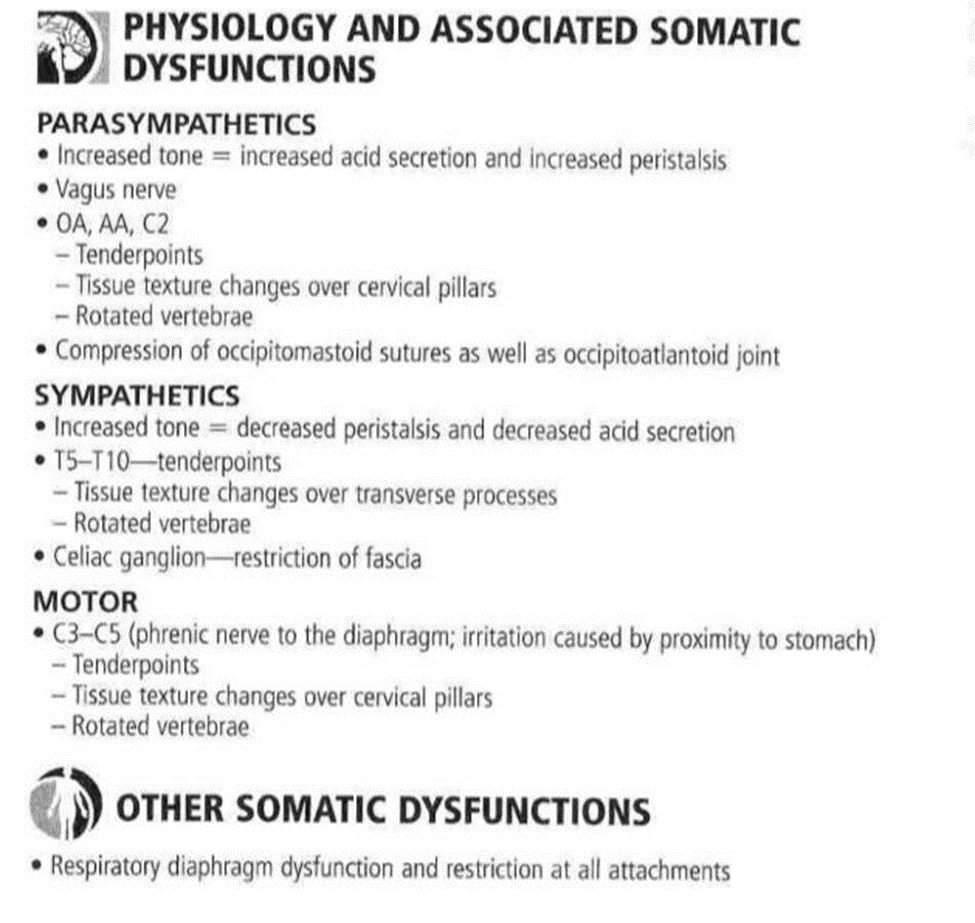 PHYSIOLOGY AND ASSOCIATED SOMATIC
DYSFUNCTIONS
PARASYMPATHETICS
• Increased tone = increased acid secretion and increased peristalsis
• Vagus nerve
• OA, AA, C2
– Tenderpoints
– Tissue texture changes over cervical pillars
– Rotated vertebrae
• Compression of occipitomastoid sutures as well as occipitoatlantoid joint
SYMPATHETICS
• Increased tone = decreased peristalsis and decreased acid secretion
• T5–T10—tenderpoints
– Tissue texture changes over transverse processes
– Rotated vertebrae
• Celiac ganglion—restriction of fascia
MOTOR
• C3–C5 (phrenic nerve to the diaphragm; irritation caused by proximity to stomach)
– Tenderpoints
– Tissue texture changes over cervical pillars
– Rotated vertebrae
OTHER SOMATIC DYSFUNCTIONS
• Respiratory diaphragm dysfunction and restriction at all attachments